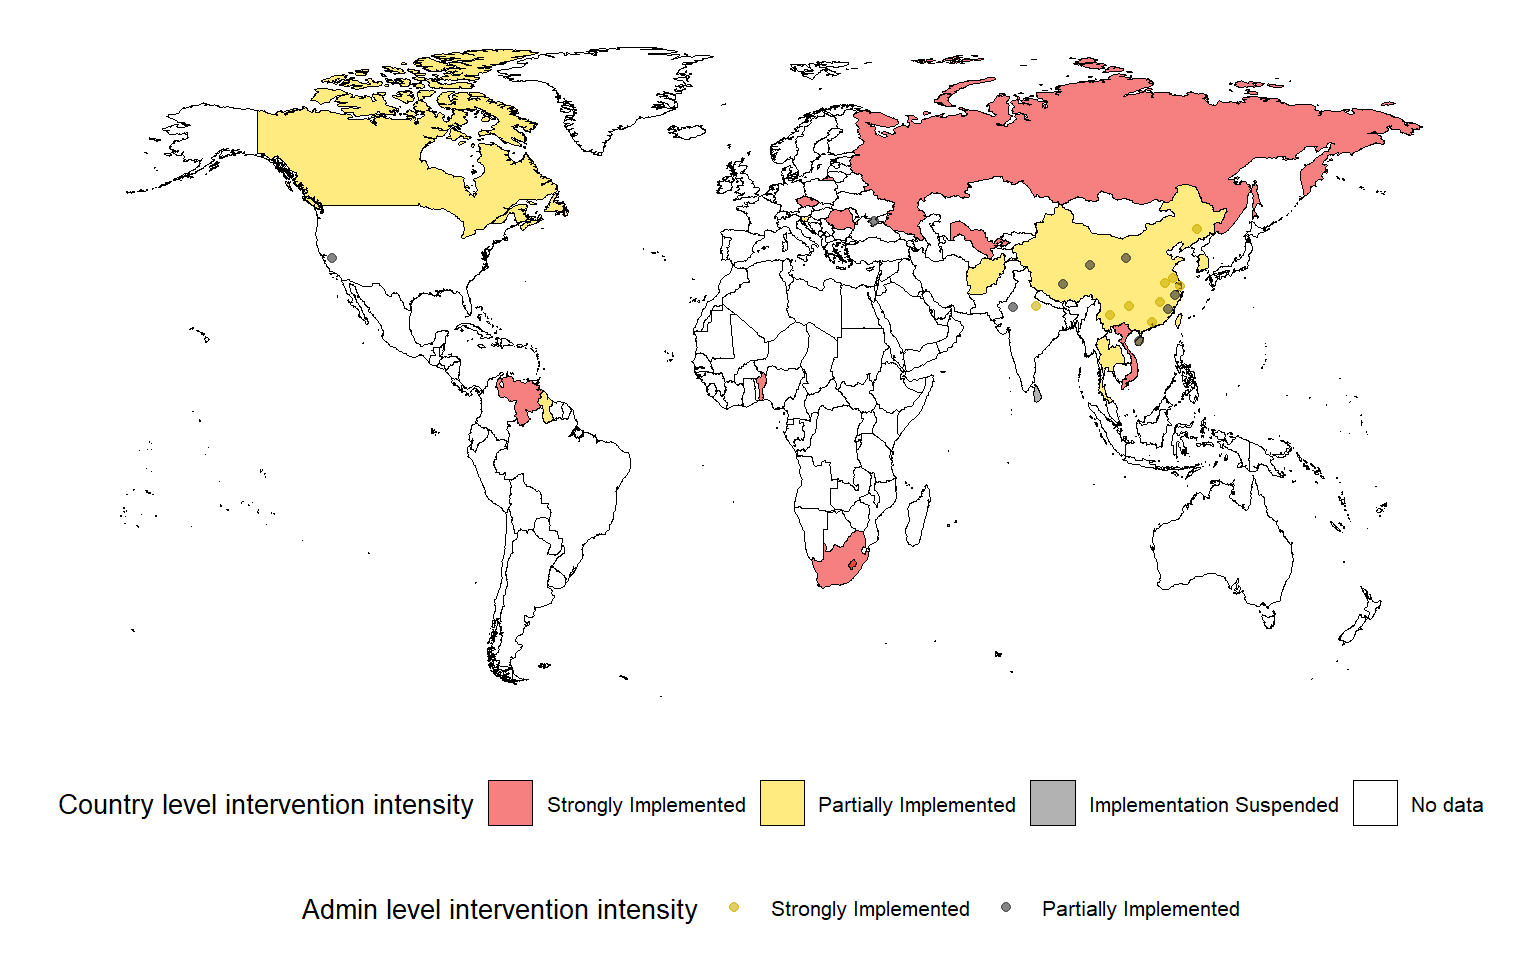 Country level intervention intensity Strongly Implemented Partially Implemented Implementation Suspended No data
Admin level intervention intensity Strongly Implemented Partially Implemented